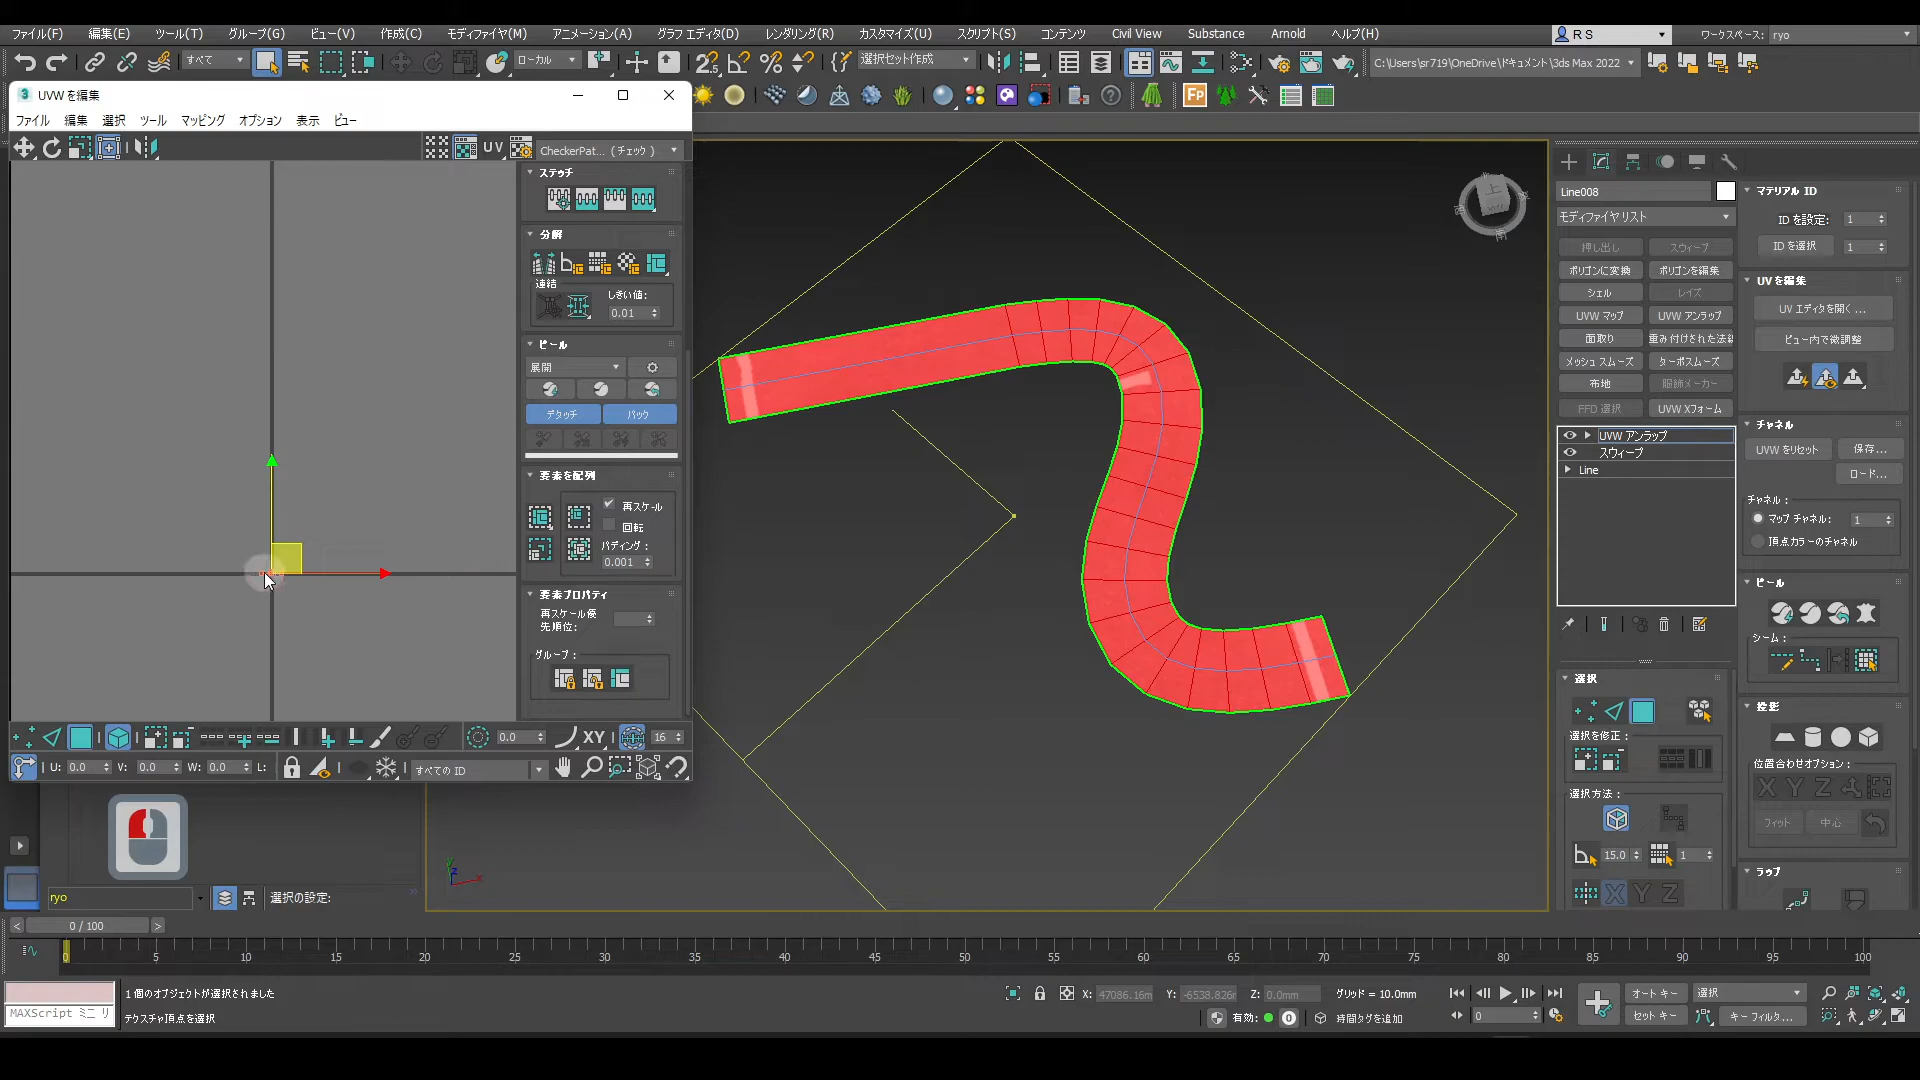 ファイル(F) 編集(E) ツール(T) グループ(G) ビュー(V) 作成(C) モディファイヤ(M) アニメーション(A) グラフ エディタ(D) レンダリング(R) カスタマイズ(U) スクリプト(S) コンテンツ Civil View Substance Arnold ヘルプ(H) R S ワークスペース: ryo
すべて ローカル 選択セット作成 C:\Users\sr719\OneDrive\ドキュメント\3ds Max 2022
UVW を編集
ファイル 編集 選択 ツール マッピング オプション 表示 ビュー
UV CheckerPat... ( チェック )
ステッチ
分解
連結
しきい値:
0.01
ピール
展開
デタッチ パック
要素を配列
再スケール
回転
パディング :
0.001
要素プロパティ
再スケール優
先順位:
グループ :
0.0 XY 16
U: 0.0 V: 0.0 W: 0.0 L: すべての ID
ryo 選択の設定:
上
Line008
モディファイヤ リスト
押し出し スウィープ
ポリゴンに変換 ポリゴンを編集
シェル レイズ
UVW マップ UVW アンラップ
面取り 重み付けされた法線
メッシュ スムーズ ターボスムーズ
布地 服飾メーカー
FFD 選択 UVW Xフォーム
UVW アンラップ
スウィープ
Line
選択
選択を修正:
選択方法:
15.0 1
X Y Z
マテリアル ID
ID を設定: 1
ID を選択 1
UV を編集
UV エディタを開く ...
ビュー内で微調整
チャネル
UVW をリセット 保存...
ロード...
チャネル :
マップ チャネル: 1
頂点カラーのチャネル
ピール
シーム :
投影
位置合わせオプション :
X Y Z
フィット 中心
ラップ
0 / 100
0 5 10 15 20 25 30 35 40 45 50 55 60 65 70 75 80 85 90 95 100
1 個のオブジェクトが選択されました
MAXScript ミニ リ
テクスチャ頂点を選択
X: 47086.16m Y: -6538.826m Z: 0.0mm グリッド = 10.0mm
有効: 0 時間タグを追加
0
オート キー 選択
セット キー キー フィルタ...